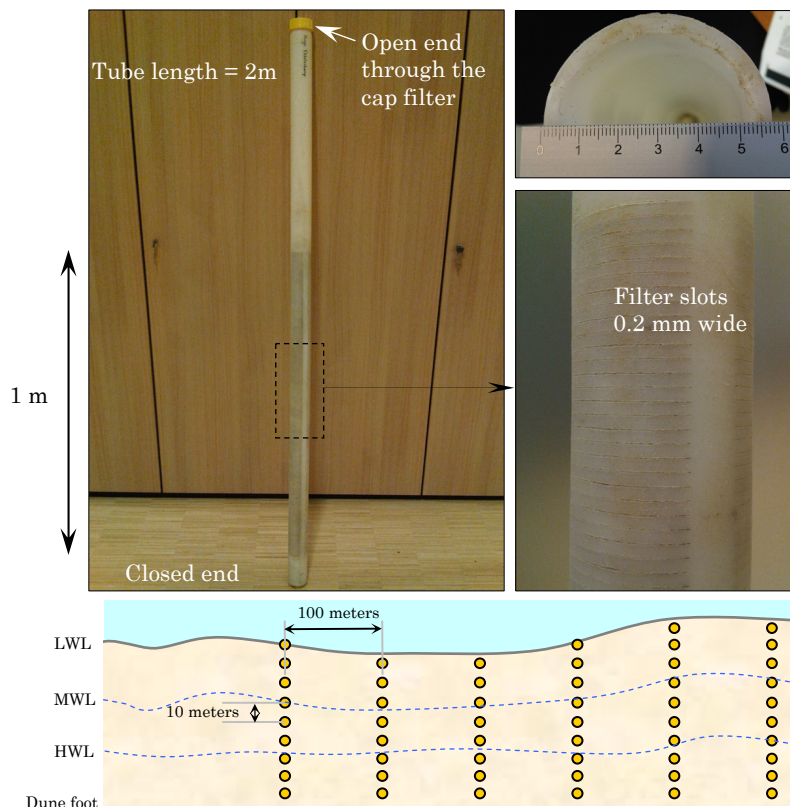 Tube length = 2m
Open end
through the
cap filter
1 m
Closed end
0 1 2 3 4 5 6
Filter slots
0.2 mm wide
100 meters
LWL
MWL
10 meters
HWL
Dune foot